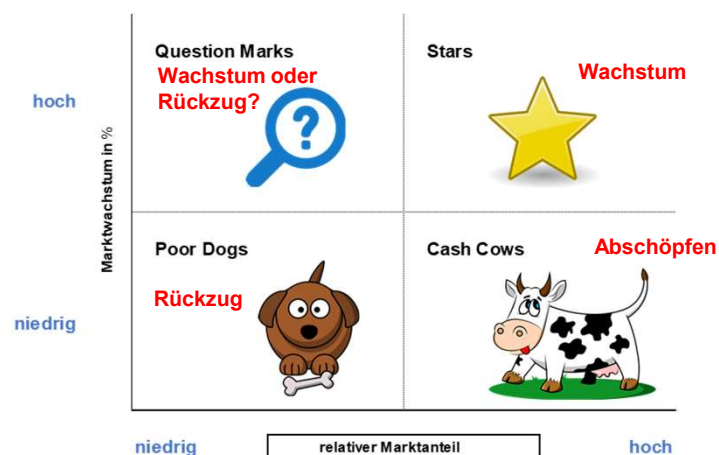 Question Marks
Wachstum oder
Rückzug?
?
Stars
Wachstum
hoch
Marktwachstum in %
Poor Dogs
Rückzug
Cash Cows
Abschöpfen
niedrig
niedrig
relativer Marktanteil
hoch